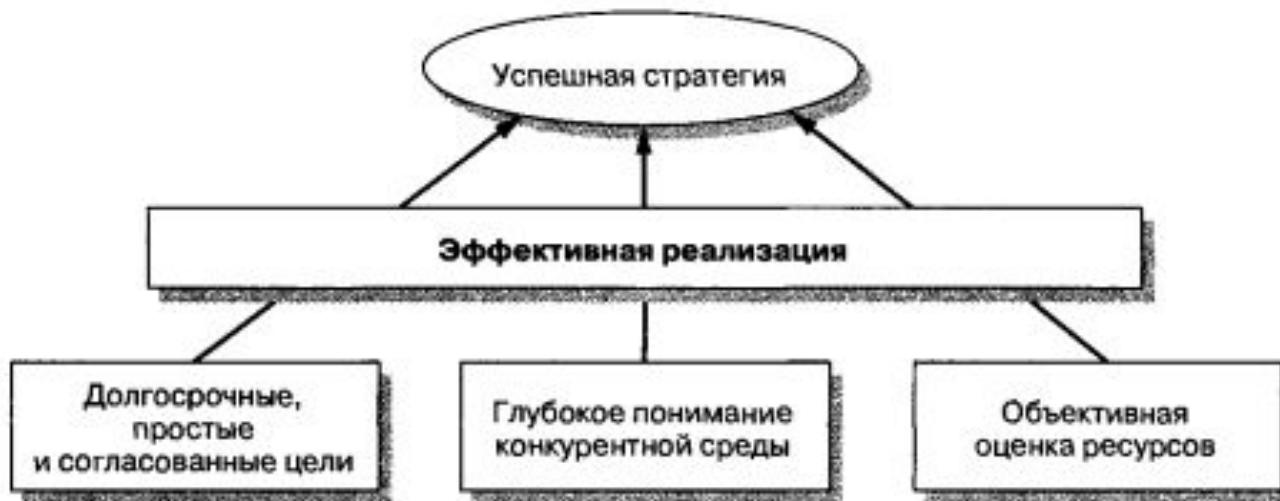 Успешная стратегия
Эффективная реализация
Долгосрочные,
простые
и согласованные цели
Глубокое понимание
конкурентной среды
Объективная
оценка ресурсов